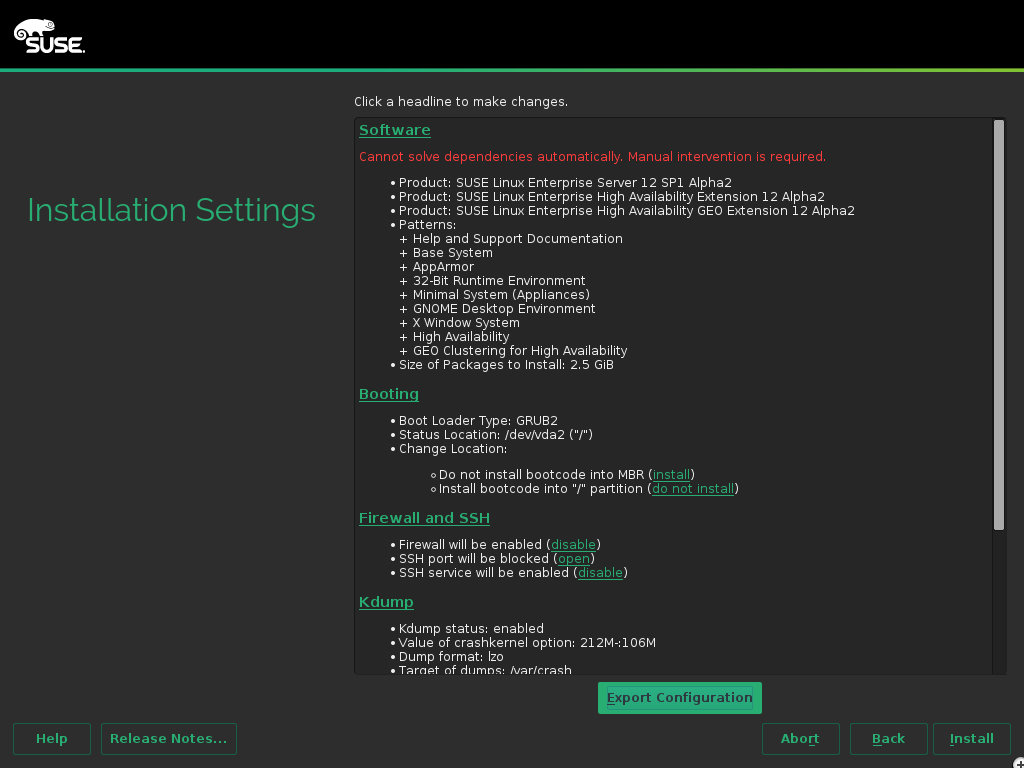 SUSE.
Click a headline to make changes.
Installation Settings
Software
Cannot solve dependencies automatically. Manual intervention is required.
• Product: SUSE Linux Enterprise Server 12 SP1 Alpha2
• Product: SUSE Linux Enterprise High Availability Extension 12 Alpha2
• Product: SUSE Linux Enterprise High Availability GEO Extension 12 Alpha2
• Patterns:
+ Help and Support Documentation
+ Base System
+ AppArmor
+ 32-Bit Runtime Environment
+ Minimal System (Appliances)
+ GNOME Desktop Environment
+ X Window System
+ High Availability
+ GEO Clustering for High Availability
• Size of Packages to Install: 2.5 GiB
Booting
• Boot Loader Type: GRUB2
• Status Location: /dev/vda2 ("/")
• Change Location:
◦ Do not install bootcode into MBR (install)
◦ Install bootcode into "/" partition (do not install)
Firewall and SSH
• Firewall will be enabled (disable)
• SSH port will be blocked (open)
• SSH service will be enabled (disable)
Kdump
• Kdump status: enabled
• Value of crashkernel option: 212M-:106M
• Dump format: lzo
• Target of dumps: /var/crash
Export Configuration
Help
Release Notes...
Abort
Back
Install